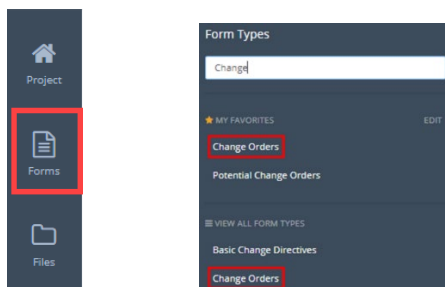 Project
Forms
Files
Form Types
Change
MY FAVORITES EDIT
Change Orders
Potential Change Orders
VIEW ALL FORM TYPES
Basic Change Directives
Change Orders